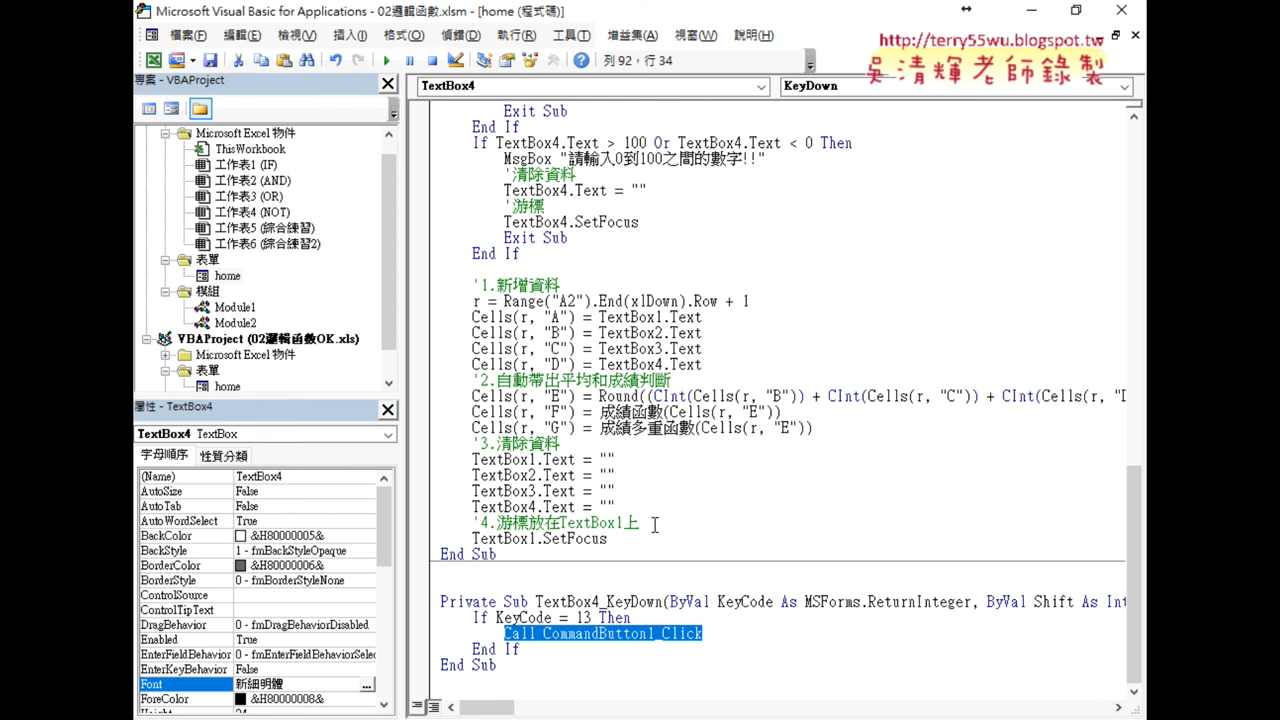 Microsoft Visual Basic for Applications - 02邏輯函數.xlsm - [home (程式碼)]
檔案(F) 編輯(E) 檢視(V) 插入(I) 格式(O) 偵錯(D) 執行(R) 工具(T) 增益集(A) 視窗(W) 說明(H)
http://terry55wu.blogspot.tw
吳清輝老師錄製
列 92，行 34
專案 - VBAProject
TextBox4
KeyDown
Microsoft Excel 物件
ThisWorkbook
工作表1 (IF)
工作表2 (AND)
工作表3 (OR)
工作表4 (NOT)
工作表5 (綜合練習)
工作表6 (綜合練習2)
表單
home
模組
Module1
Module2
VBAProject (02邏輯函數OK.xls)
Microsoft Excel 物件
表單
home
屬性 - TextBox4
TextBox4 TextBox
字母順序 性質分類
(Name) TextBox4
AutoSize False
AutoTab False
AutoWordSelect True
BackColor &H80000005&
BackStyle 1 - fmBackStyleOpaque
BorderColor &H80000006&
BorderStyle 0 - fmBorderStyleNone
ControlSource
ControlTipText
DragBehavior 0 - fmDragBehaviorDisabled
Enabled True
EnterFieldBehavior 0 - fmEnterFieldBehaviorSelec
EnterKeyBehavior False
Font 新細明體 ...
ForeColor &H80000008&
Exit Sub
End If
If TextBox4.Text > 100 Or TextBox4.Text < 0 Then
MsgBox "請輸入0到100之間的數字!!"
'清除資料
TextBox4.Text = ""
'游標
TextBox4.SetFocus
Exit Sub
End If
'1.新增資料
r = Range("A2").End(xlDown).Row + 1
Cells(r, "A") = TextBox1.Text
Cells(r, "B") = TextBox2.Text
Cells(r, "C") = TextBox3.Text
Cells(r, "D") = TextBox4.Text
'2.自動帶出平均和成績判斷
Cells(r, "E") = Round((CInt(Cells(r, "B")) + CInt(Cells(r, "C")) + CInt(Cells(r, "D
Cells(r, "F") = 成績函數(Cells(r, "E"))
Cells(r, "G") = 成績多重函數(Cells(r, "E"))
'3.清除資料
TextBox1.Text = ""
TextBox2.Text = ""
TextBox3.Text = ""
TextBox4.Text = ""
'4.游標放在TextBox1上
TextBox1.SetFocus
End Sub
Private Sub TextBox4_KeyDown(ByVal KeyCode As MSForms.ReturnInteger, ByVal Shift As Int
If KeyCode = 13 Then
Call CommandButton1_Click
End If
End Sub